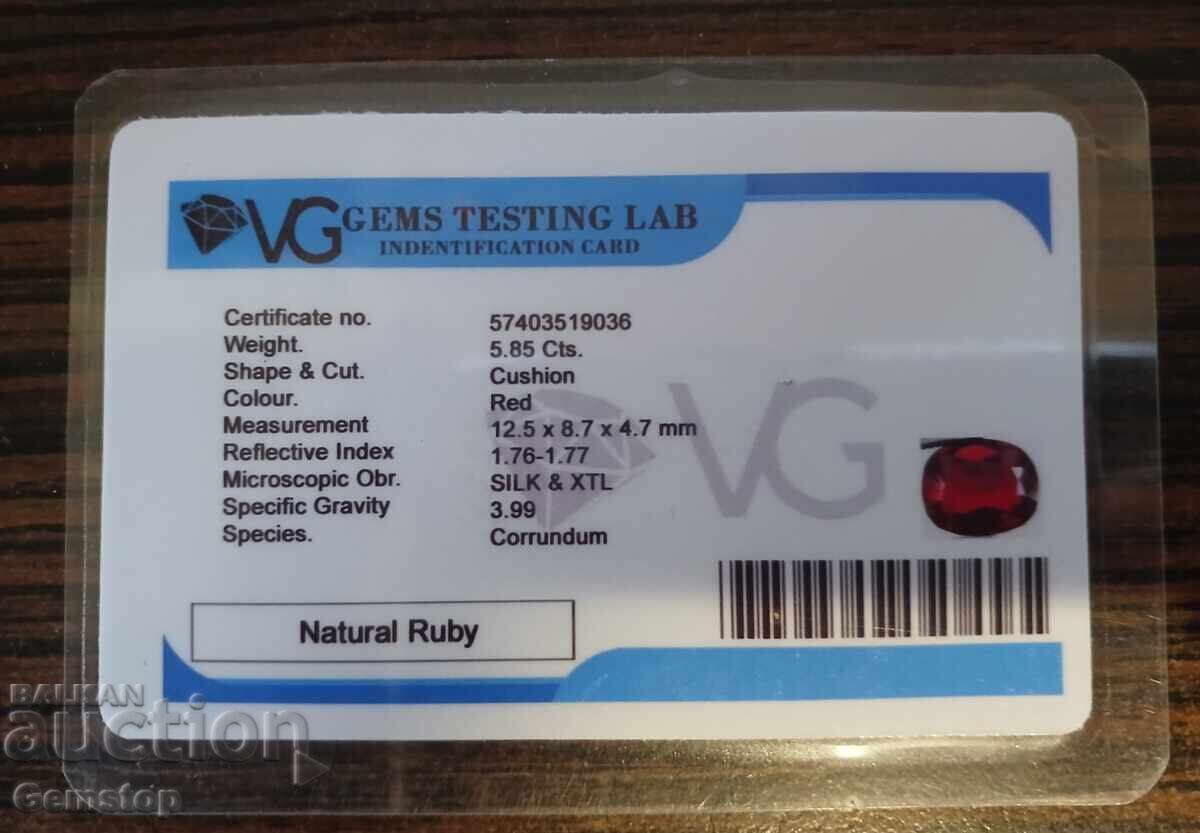 VG GEMS TESTING LAB
INDENTIFICATION CARD
Certificate no. 57403519036
Weight. 5.85 Cts.
Shape & Cut. Cushion
Colour. Red
Measurement 12.5 x 8.7 x 4.7 mm
Reflective Index 1.76-1.77
Microscopic Obr. SILK & XTL
Specific Gravity 3.99
Species. Corrundum
VG
Natural Ruby
BALKAN
auction
Gemstop